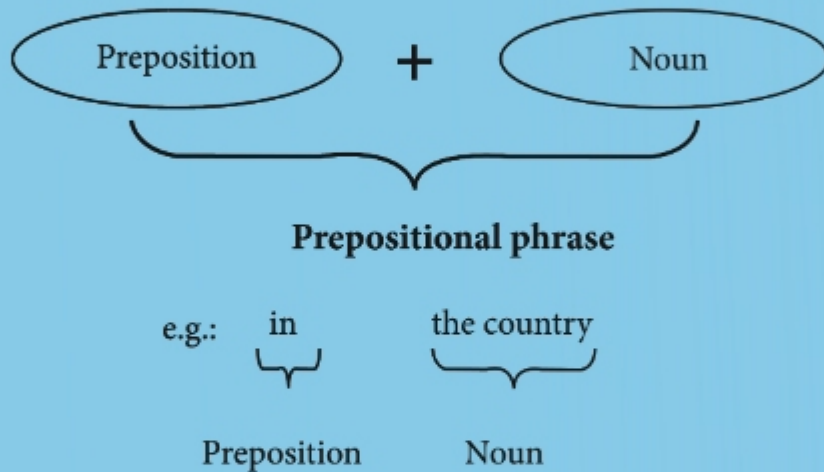 Preposition + Noun
Prepositional phrase
e.g.: in the country
Preposition Noun